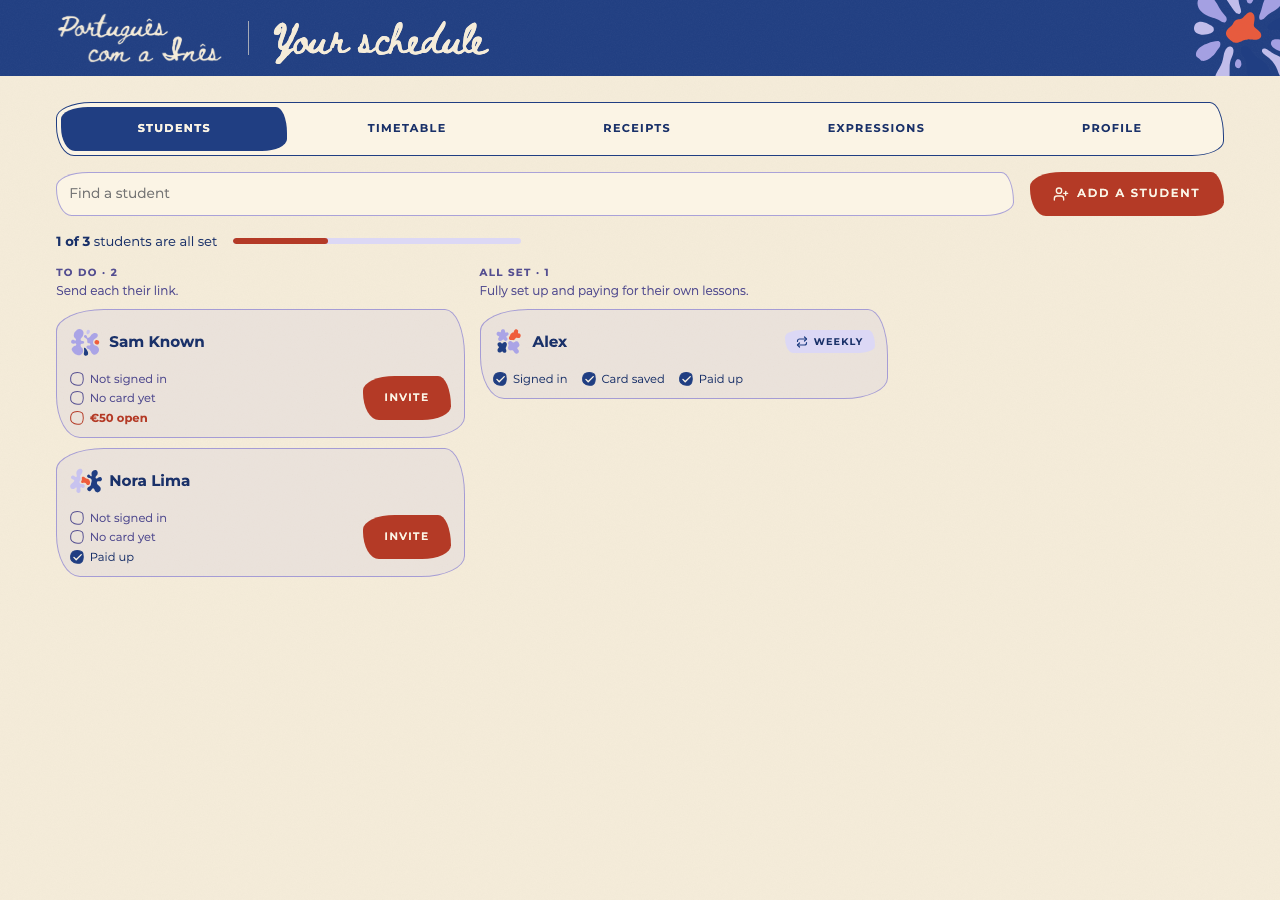 Português
com a Inês
Your schedule
STUDENTS
TIMETABLE
RECEIPTS
EXPRESSIONS
PROFILE
Find a student
ADD A STUDENT
1 of 3 students are all set
TO DO · 2
Send each their link.
Sam Known
Not signed in
No card yet
€50 open
INVITE
Nora Lima
Not signed in
No card yet
Paid up
INVITE
ALL SET · 1
Fully set up and paying for their own lessons.
Alex
WEEKLY
Signed in
Card saved
Paid up